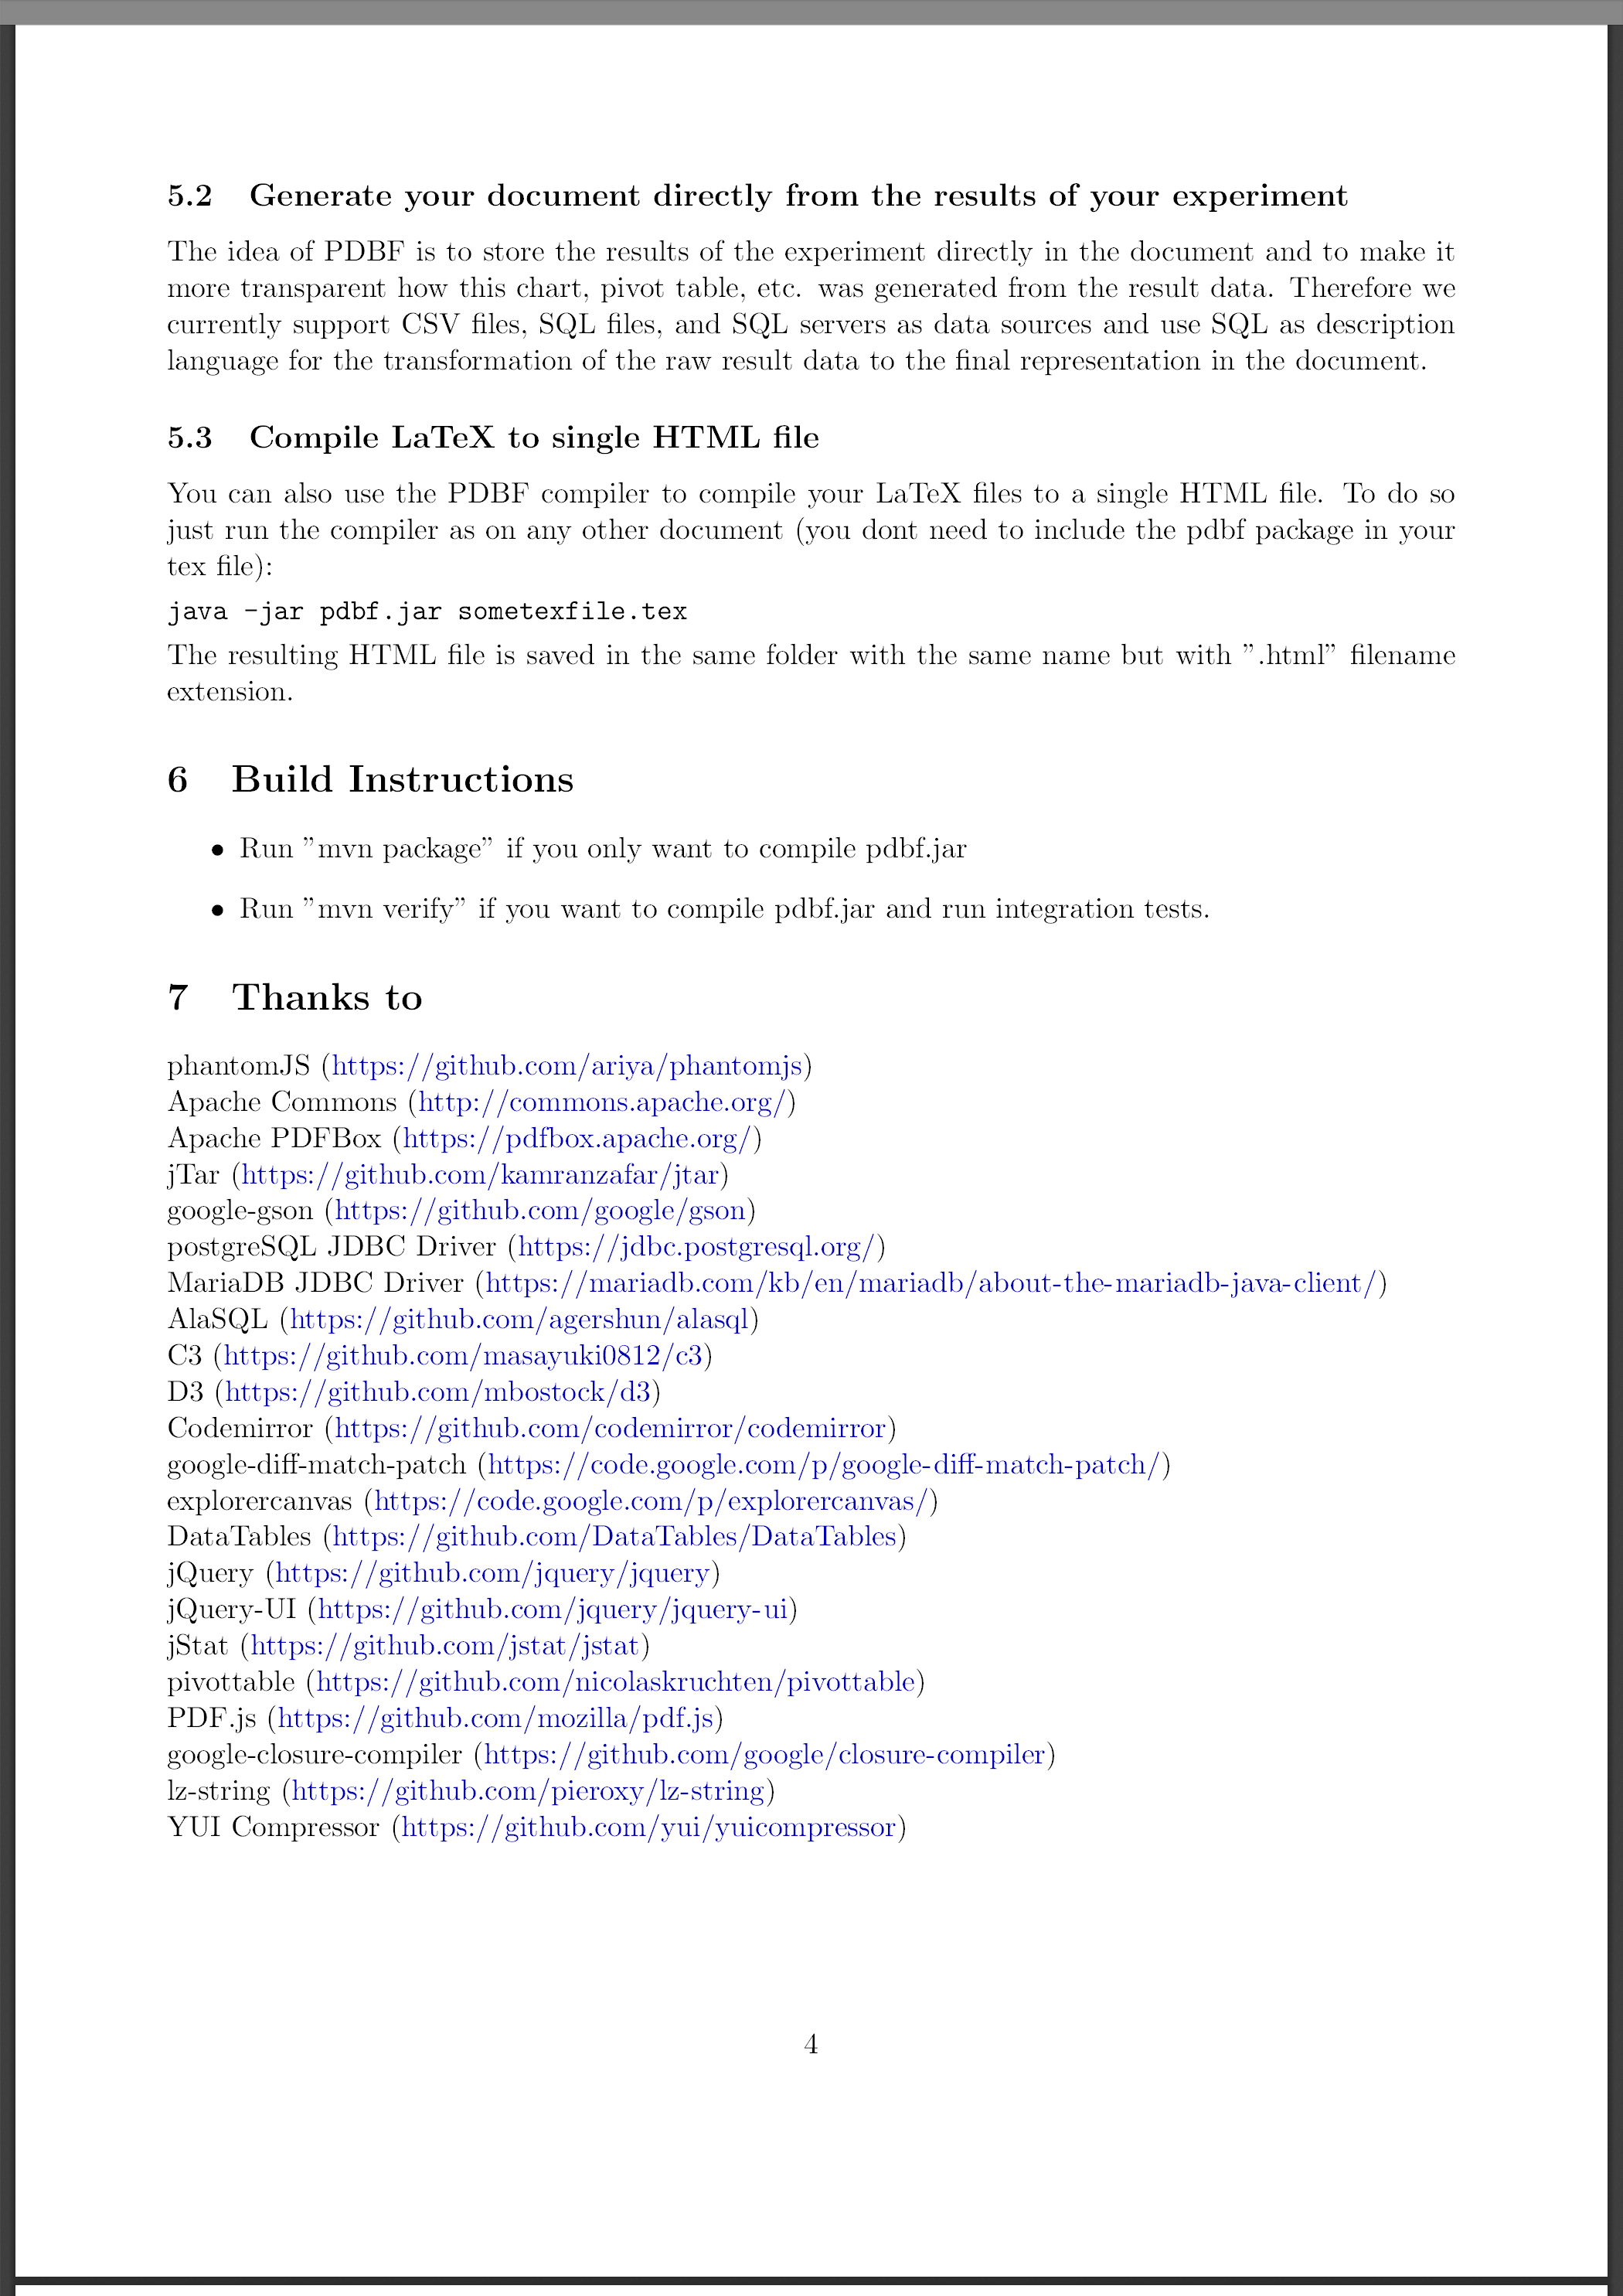 5.2 Generate your document directly from the results of your experiment
The idea of PDBF is to store the results of the experiment directly in the document and to make it
more transparent how this chart, pivot table, etc. was generated from the result data. Therefore we
currently support CSV files, SQL files, and SQL servers as data sources and use SQL as description
language for the transformation of the raw result data to the final representation in the document.
5.3 Compile LaTeX to single HTML file
You can also use the PDBF compiler to compile your LaTeX files to a single HTML file. To do so
just run the compiler as on any other document (you dont need to include the pdbf package in your
tex file):
java -jar pdbf.jar sometexfile.tex
The resulting HTML file is saved in the same folder with the same name but with ”.html” filename
extension.
6 Build Instructions
• Run ”mvn package” if you only want to compile pdbf.jar
• Run ”mvn verify” if you want to compile pdbf.jar and run integration tests.
7 Thanks to
phantomJS (https://github.com/ariya/phantomjs)
Apache Commons (http://commons.apache.org/)
Apache PDFBox (https://pdfbox.apache.org/)
jTar (https://github.com/kamranzafar/jtar)
google-gson (https://github.com/google/gson)
postgreSQL JDBC Driver (https://jdbc.postgresql.org/)
MariaDB JDBC Driver (https://mariadb.com/kb/en/mariadb/about-the-mariadb-java-client/)
AlaSQL (https://github.com/agershun/alasql)
C3 (https://github.com/masayuki0812/c3)
D3 (https://github.com/mbostock/d3)
Codemirror (https://github.com/codemirror/codemirror)
google-diff-match-patch (https://code.google.com/p/google-diff-match-patch/)
explorercanvas (https://code.google.com/p/explorercanvas/)
DataTables (https://github.com/DataTables/DataTables)
jQuery (https://github.com/jquery/jquery)
jQuery-UI (https://github.com/jquery/jquery-ui)
jStat (https://github.com/jstat/jstat)
pivottable (https://github.com/nicolaskruchten/pivottable)
PDF.js (https://github.com/mozilla/pdf.js)
google-closure-compiler (https://github.com/google/closure-compiler)
lz-string (https://github.com/pieroxy/lz-string)
YUI Compressor (https://github.com/yui/yuicompressor)
4